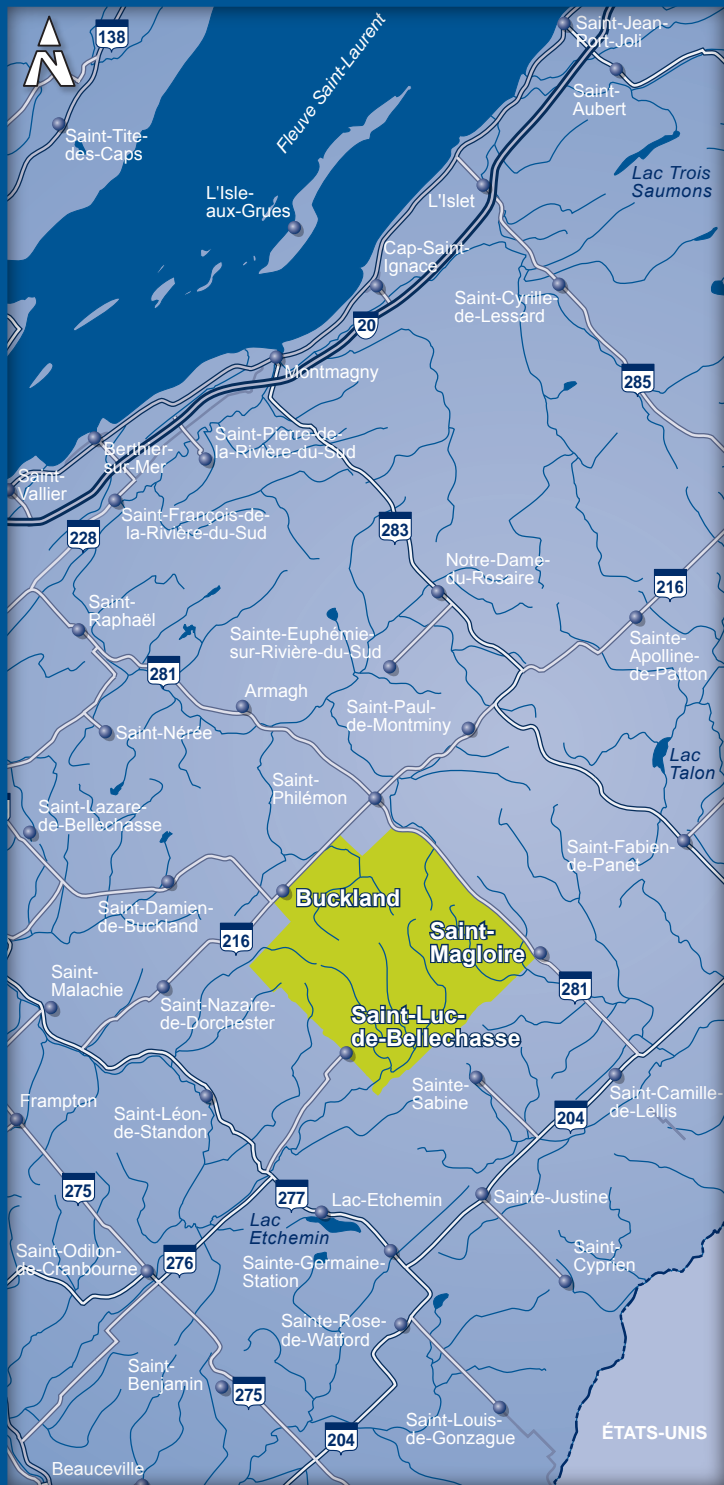 N
138
Saint-Jean-
Rort-Joli
Saint-
Aubert
Fleuve Saint-Laurent
Saint-Tite-
des-Caps
Lac Trois
Saumons
L'Isle-
aux-Grues
L'Islet
Cap-Saint-
Ignace
Saint-Cyrille-
de-Lessard
20
Montmagny
285
Saint-Pierre-de-
la-Rivière-du-Sud
Berthier-
sur-Mer
Saint-
Vallier
Saint-François-de-
la-Rivière-du-Sud
228
283
Notre-Dame-
du-Rosaire
216
Saint-
Raphaël
Sainte-Euphémie-
sur-Rivière-du-Sud
Sainte-
Apolline-
de-Patton
281
Armagh
Saint-Paul-
de-Montminy
Saint-Nérée
Lac
Talon
Saint-
Philémon
Saint-Lazare-
de-Bellechasse
Saint-Fabien-
de-Panet
Saint-Damien-
de-Buckland
Buckland
216
Saint-
Magloire
Saint-
Malachie
281
Saint-Nazaire-
de-Dorchester
Saint-Luc-
de-Bellechasse
Sainte-
Sabine
Saint-Camille-
de-Lellis
Frampton
Saint-Léon-
de-Standon
204
275
277
Lac-Etchemin
Sainte-Justine
Lac
Etchemin
Saint-Odilon-
de-Cranbourne
276
Sainte-Germaine-
Station
Saint-
Cyprien
Sainte-Rose-
de-Watford
Saint-
Benjamin
275
Saint-Louis-
de-Gonzague
204
ÉTATS-UNIS
Beauceville